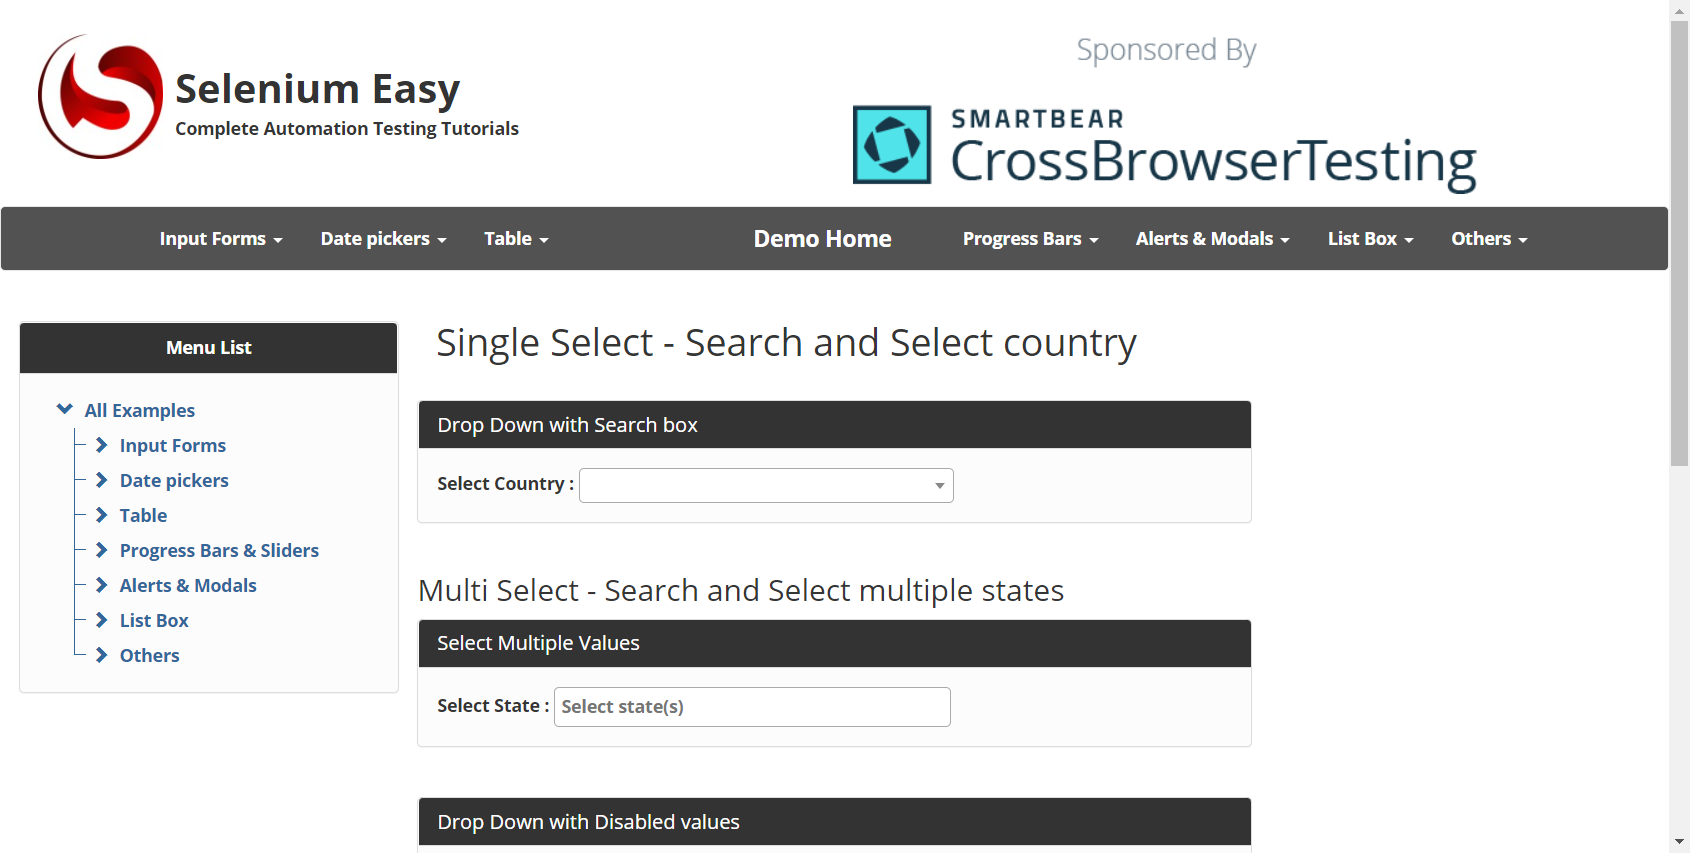 Selenium Easy
Complete Automation Testing Tutorials
Sponsored By
SMARTBEAR
CrossBrowserTesting
Input Forms Date pickers Table Demo Home Progress Bars Alerts & Modals List Box Others
Menu List
All Examples
Input Forms
Date pickers
Table
Progress Bars & Sliders
Alerts & Modals
List Box
Others
Single Select - Search and Select country
Drop Down with Search box
Select Country :
Multi Select - Search and Select multiple states
Select Multiple Values
Select State : Select state(s)
Drop Down with Disabled values